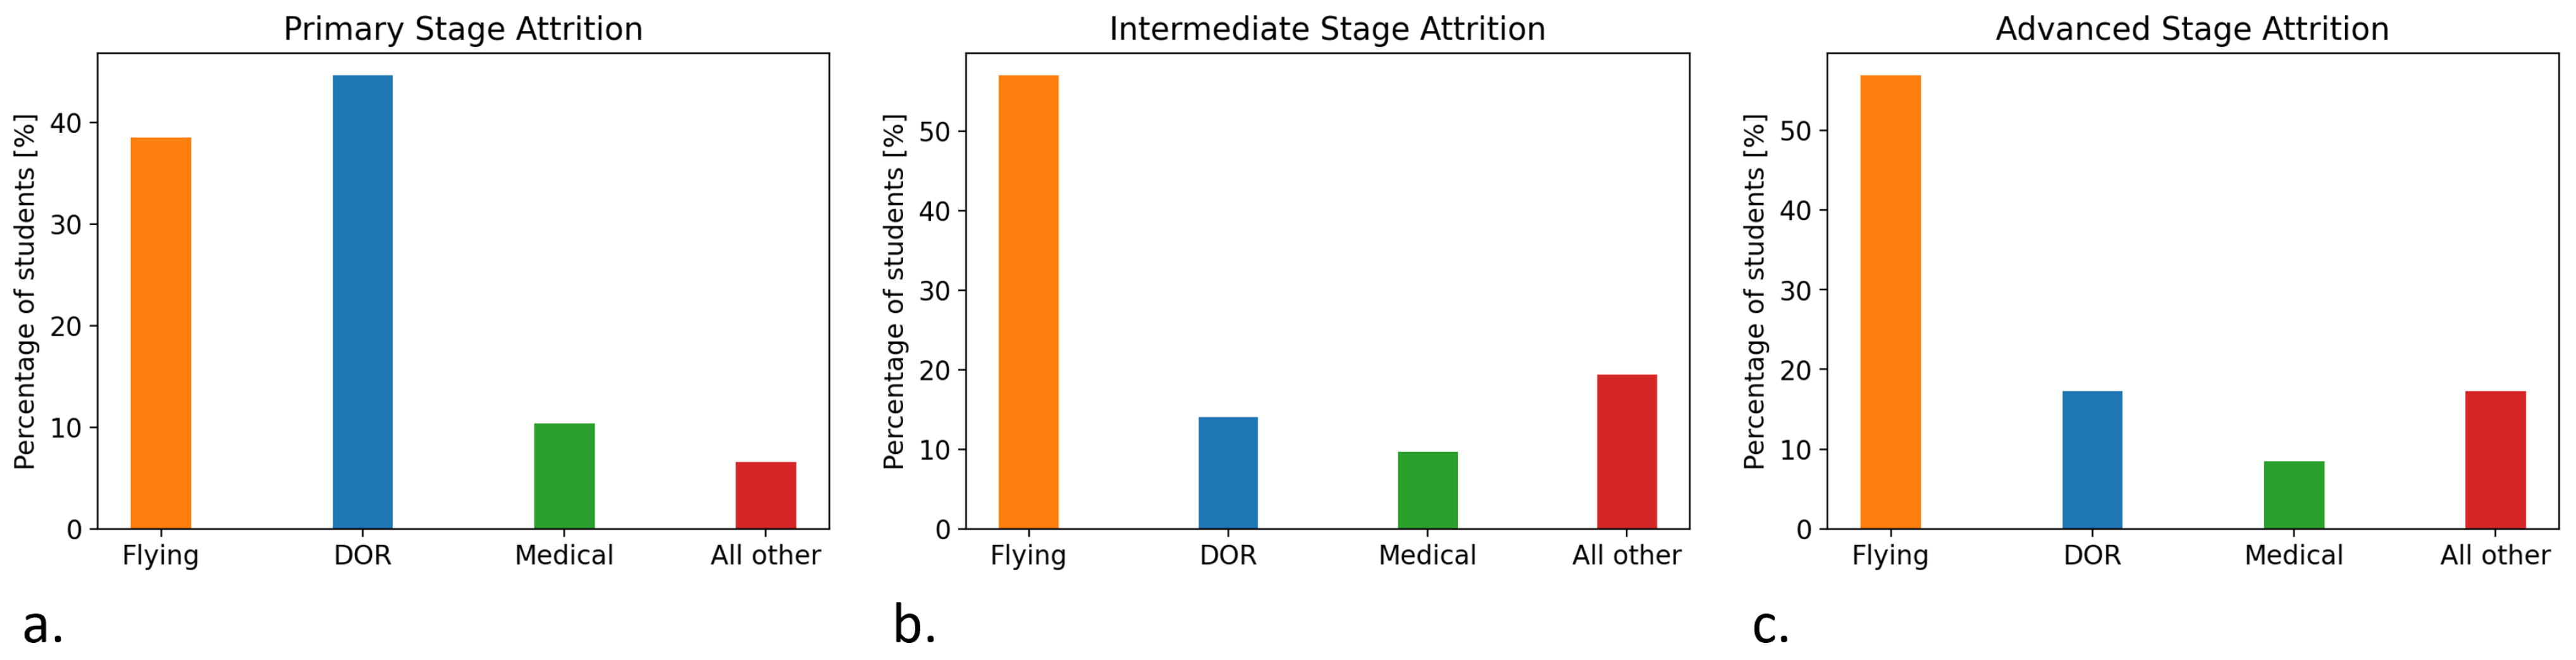 Primary Stage Attrition
Percentage of students [%]
40
30
20
10
0
Flying DOR Medical All other
a.
Intermediate Stage Attrition
Percentage of students [%]
50
40
30
20
10
0
Flying DOR Medical All other
b.
Advanced Stage Attrition
Percentage of students [%]
50
40
30
20
10
0
Flying DOR Medical All other
c.